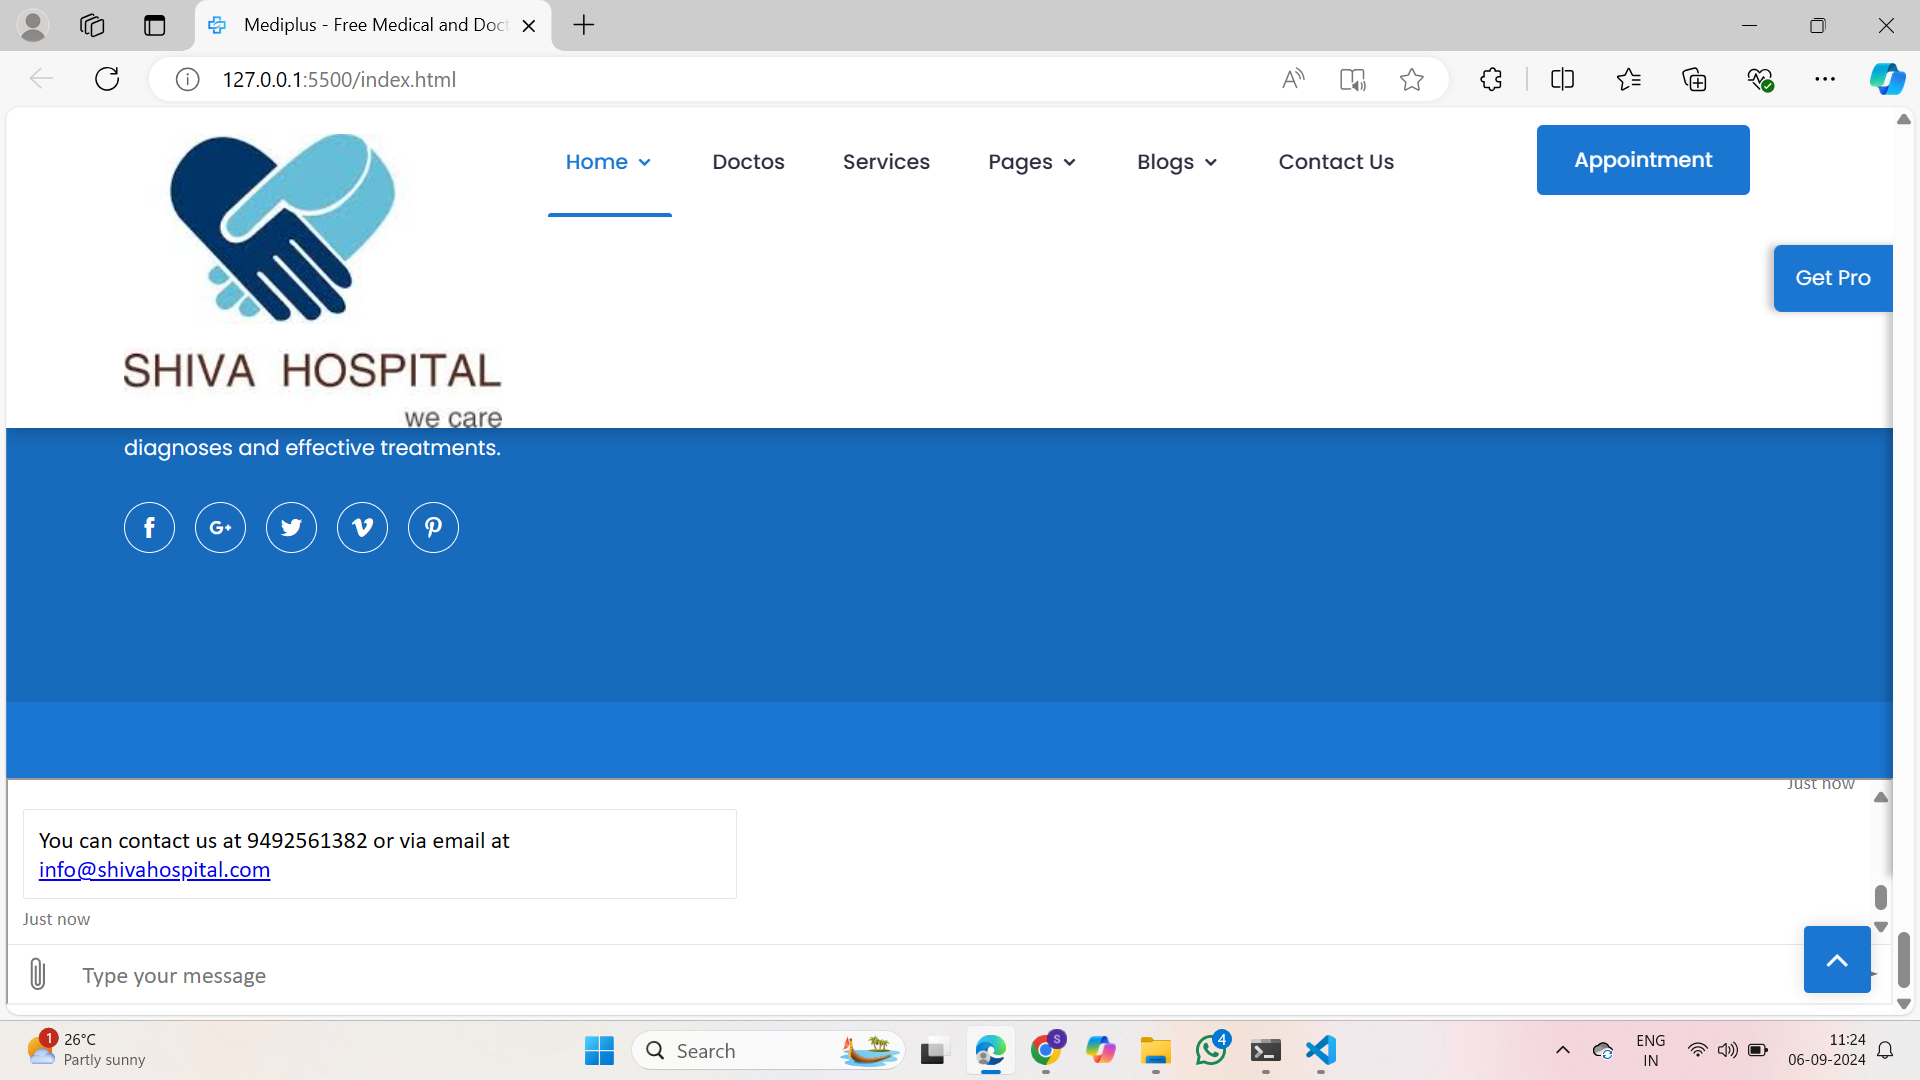 Mediplus - Free Medical and Doct
127.0.0.1:5500/index.html
Home
Doctos
Services
Pages
Blogs
Contact Us
Appointment
Get Pro
SHIVA HOSPITAL
we care
diagnoses and effective treatments.
Just now
You can contact us at 9492561382 or via email at
info@shivahospital.com
Just now
Type your message
1
26°C
Partly sunny
Search
S
4
ENG
IN
11:24
06-09-2024